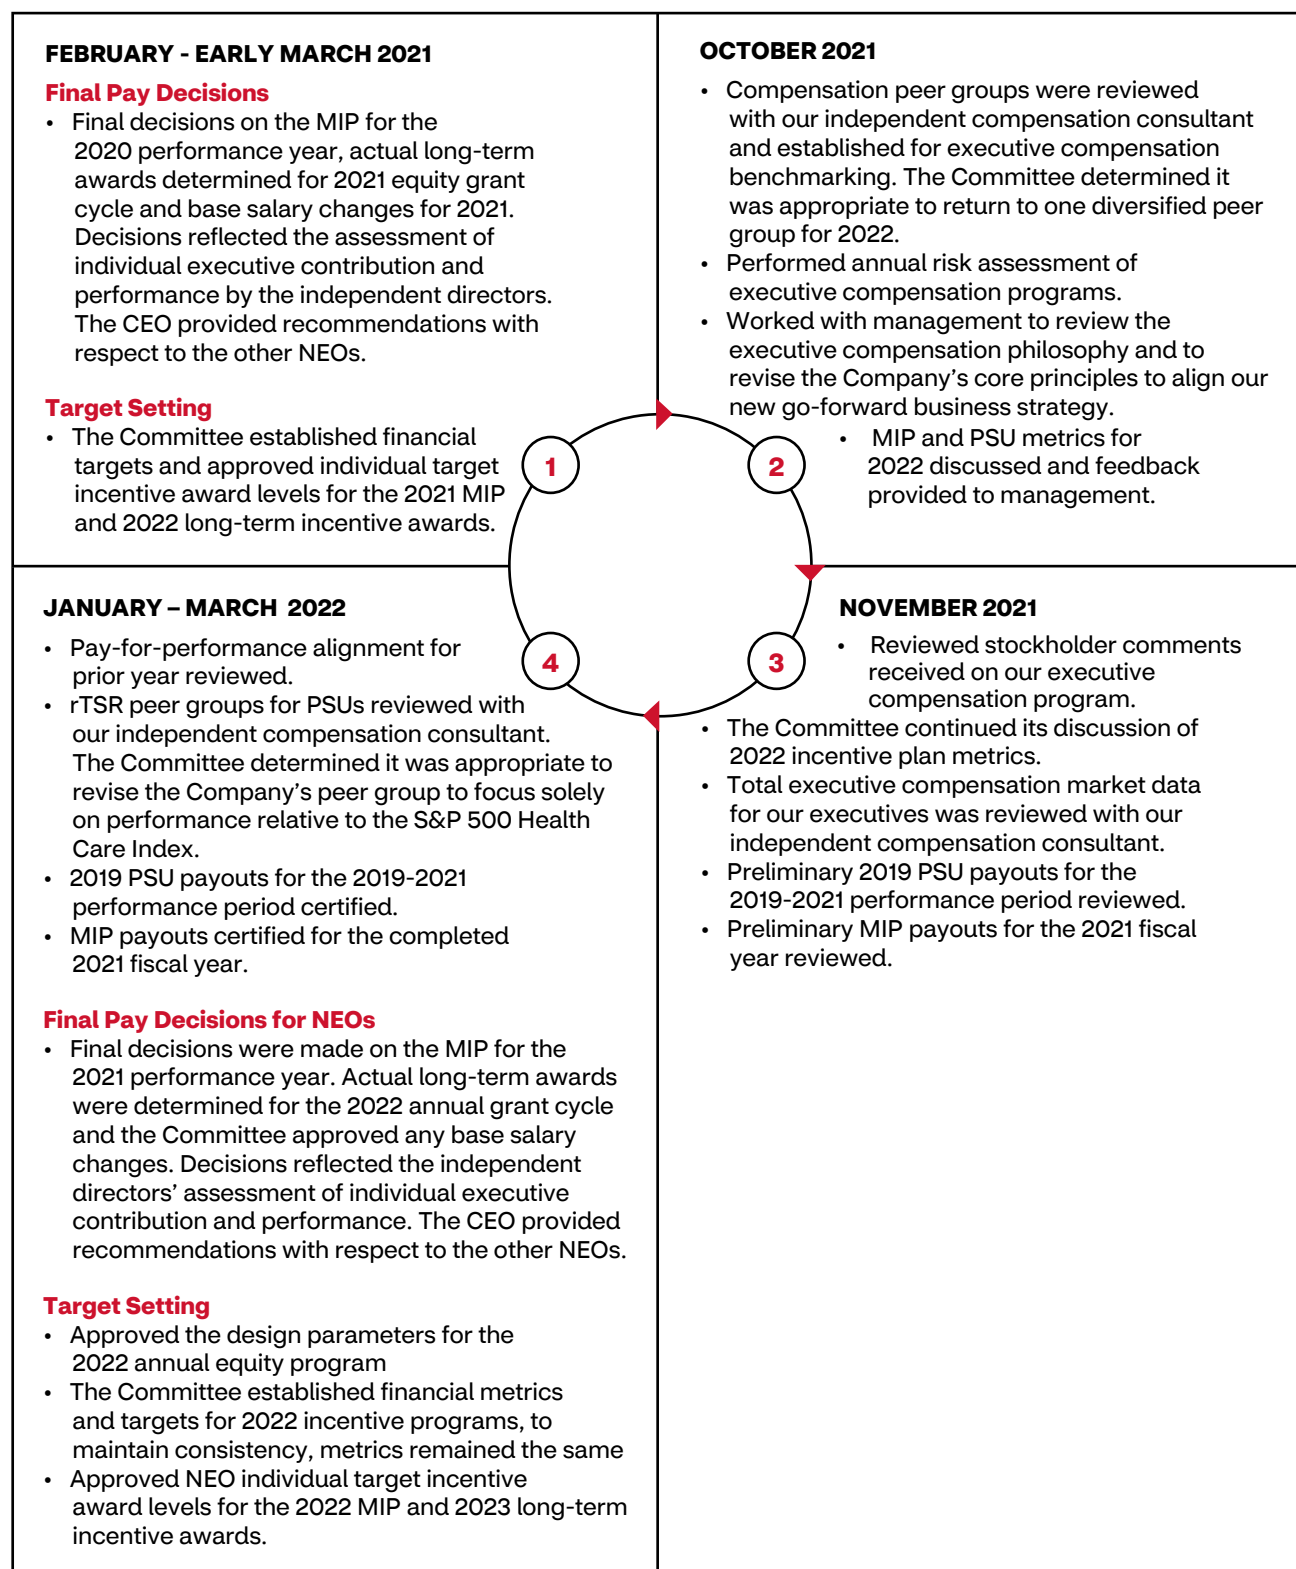 FEBRUARY - EARLY MARCH 2021
Final Pay Decisions
• Final decisions on the MIP for the
2020 performance year, actual long-term
awards determined for 2021 equity grant
cycle and base salary changes for 2021.
Decisions reflected the assessment of
individual executive contribution and
performance by the independent directors.
The CEO provided recommendations with
respect to the other NEOs.
Target Setting
• The Committee established financial
targets and approved individual target
incentive award levels for the 2021 MIP
and 2022 long-term incentive awards.
1
OCTOBER 2021
• Compensation peer groups were reviewed
with our independent compensation consultant
and established for executive compensation
benchmarking. The Committee determined it
was appropriate to return to one diversified peer
group for 2022.
• Performed annual risk assessment of
executive compensation programs.
• Worked with management to review the
executive compensation philosophy and to
revise the Company's core principles to align our
new go-forward business strategy.
• MIP and PSU metrics for
2022 discussed and feedback
provided to management.
2
NOVEMBER 2021
• Reviewed stockholder comments
received on our executive
compensation program.
• The Committee continued its discussion of
2022 incentive plan metrics.
• Total executive compensation market data
for our executives was reviewed with our
independent compensation consultant.
• Preliminary 2019 PSU payouts for the
2019-2021 performance period reviewed.
• Preliminary MIP payouts for the 2021 fiscal
year reviewed.
3
JANUARY – MARCH 2022
• Pay-for-performance alignment for
prior year reviewed.
• rTSR peer groups for PSUs reviewed with
our independent compensation consultant.
The Committee determined it was appropriate to
revise the Company's peer group to focus solely
on performance relative to the S&P 500 Health
Care Index.
• 2019 PSU payouts for the 2019-2021
performance period certified.
• MIP payouts certified for the completed
2021 fiscal year.
4
Final Pay Decisions for NEOs
• Final decisions were made on the MIP for the
2021 performance year. Actual long-term awards
were determined for the 2022 annual grant cycle
and the Committee approved any base salary
changes. Decisions reflected the independent
directors' assessment of individual executive
contribution and performance. The CEO provided
recommendations with respect to the other NEOs.
Target Setting
• Approved the design parameters for the
2022 annual equity program
• The Committee established financial metrics
and targets for 2022 incentive programs, to
maintain consistency, metrics remained the same
• Approved NEO individual target incentive
award levels for the 2022 MIP and 2023 long-term
incentive awards.